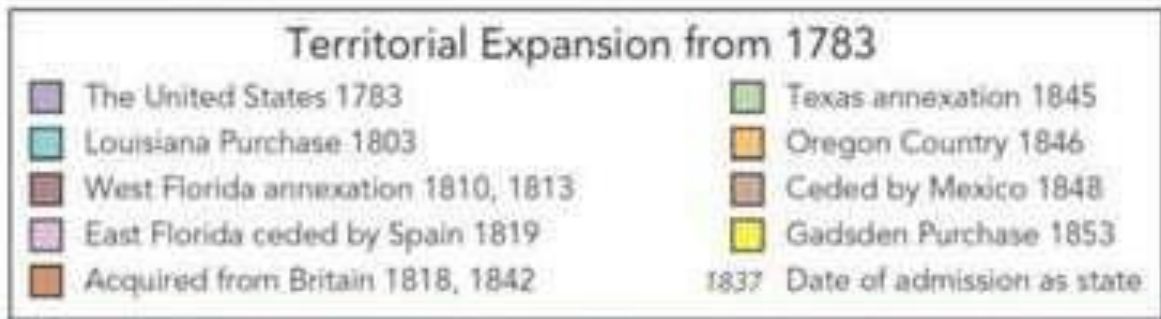 Territorial Expansion from 1783
The United States 1783
Louisiana Purchase 1803
West Florida annexation 1810, 1813
East Florida ceded by Spain 1819
Acquired from Britain 1818, 1842
Texas annexation 1845
Oregon Country 1846
Ceded by Mexico 1848
Gadsden Purchase 1853
1837 Date of admission as state